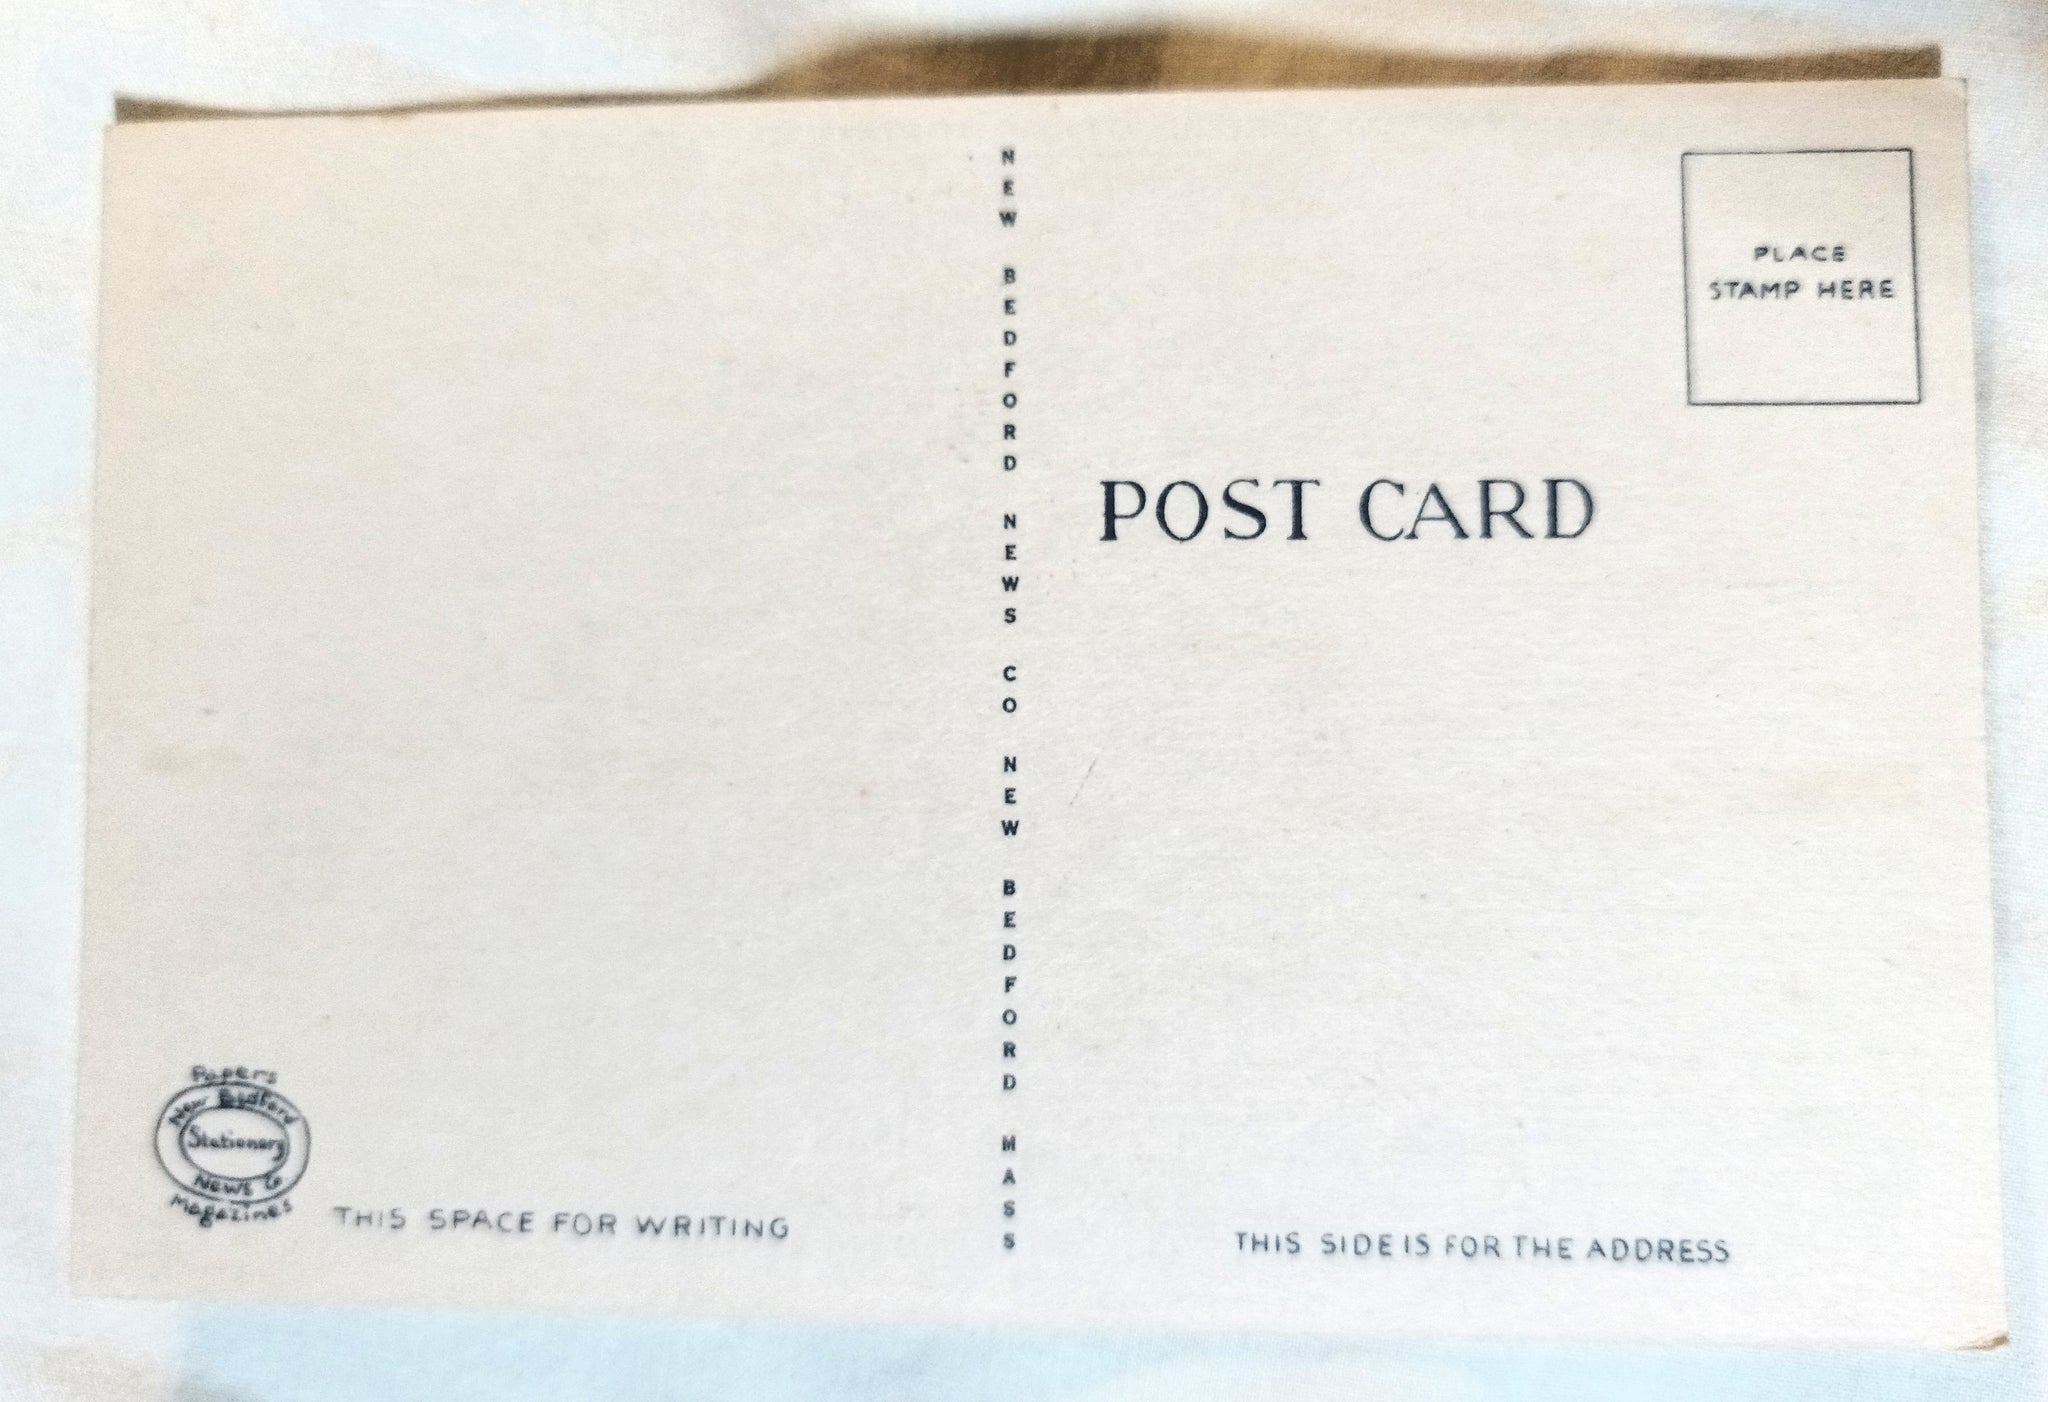 NEW BEDFORD NEWS CO NEW BEDFORD MASS
PLACE
STAMP HERE
POST CARD
Papers
New Bedford
Stationery
News Co
Magazines
THIS SPACE FOR WRITING
THIS SIDE IS FOR THE ADDRESS